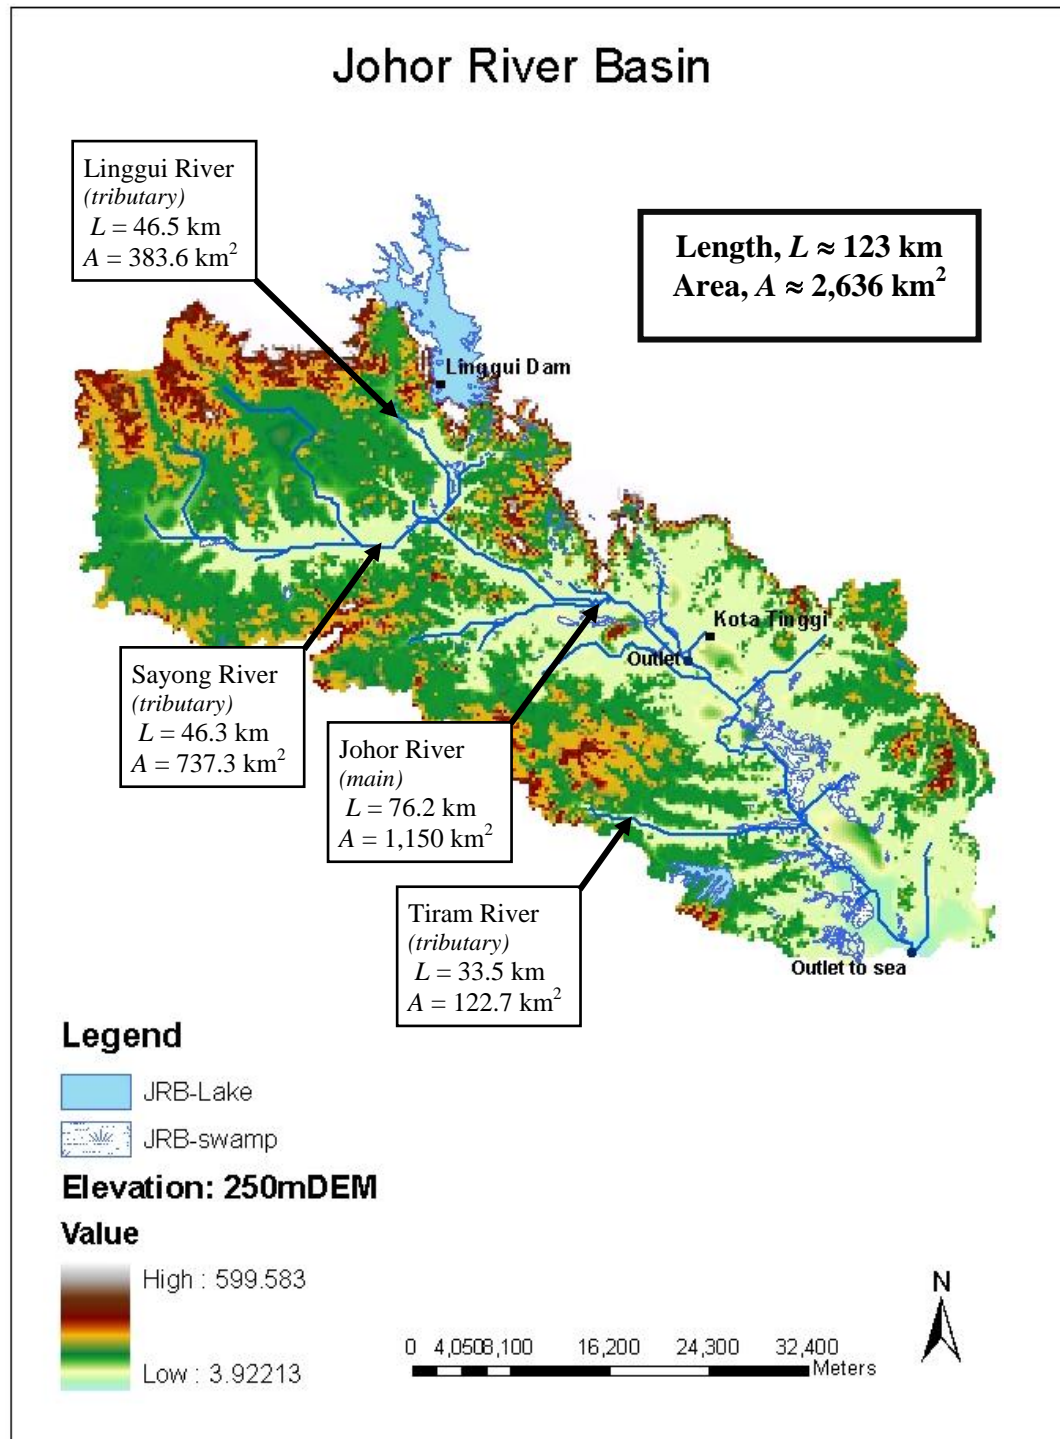 Johor River Basin
Linggui River
(tributary)
L = 46.5 km
A = 383.6 km²
Length, L ≈ 123 km
Area, A ≈ 2,636 km²
Linggui Dam
Kota Tinggi
Outlet
Sayong River
(tributary)
L = 46.3 km
A = 737.3 km²
Johor River
(main)
L = 76.2 km
A = 1,150 km²
Tiram River
(tributary)
L = 33.5 km
A = 122.7 km²
Outlet to sea
Legend
JRB-Lake
JRB-swamp
Elevation: 250mDEM
Value
High : 599.583
Low : 3.92213
N
0 4,050 8,100 16,200 24,300 32,400
Meters